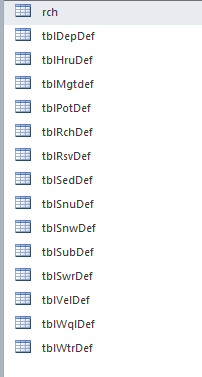 rch
tblDepDef
tblHruDef
tblMgtdef
tblPotDef
tblRchDef
tblRsvDef
tblSedDef
tblSnuDef
tblSnwDef
tblSubDef
tblSwrDef
tblVelDef
tblWqlDef
tblWtrDef